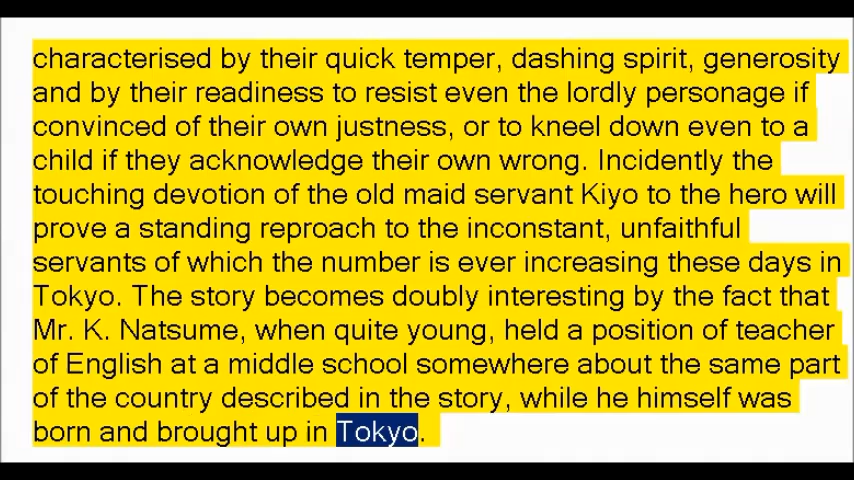 characterised by their quick temper, dashing spirit, generosity
and by their readiness to resist even the lordly personage if
convinced of their own justness, or to kneel down even to a
child if they acknowledge their own wrong. Incidently the
touching devotion of the old maid servant Kiyo to the hero will
prove a standing reproach to the inconstant, unfaithful
servants of which the number is ever increasing these days in
Tokyo. The story becomes doubly interesting by the fact that
Mr. K. Natsume, when quite young, held a position of teacher
of English at a middle school somewhere about the same part
of the country described in the story, while he himself was
born and brought up in Tokyo.